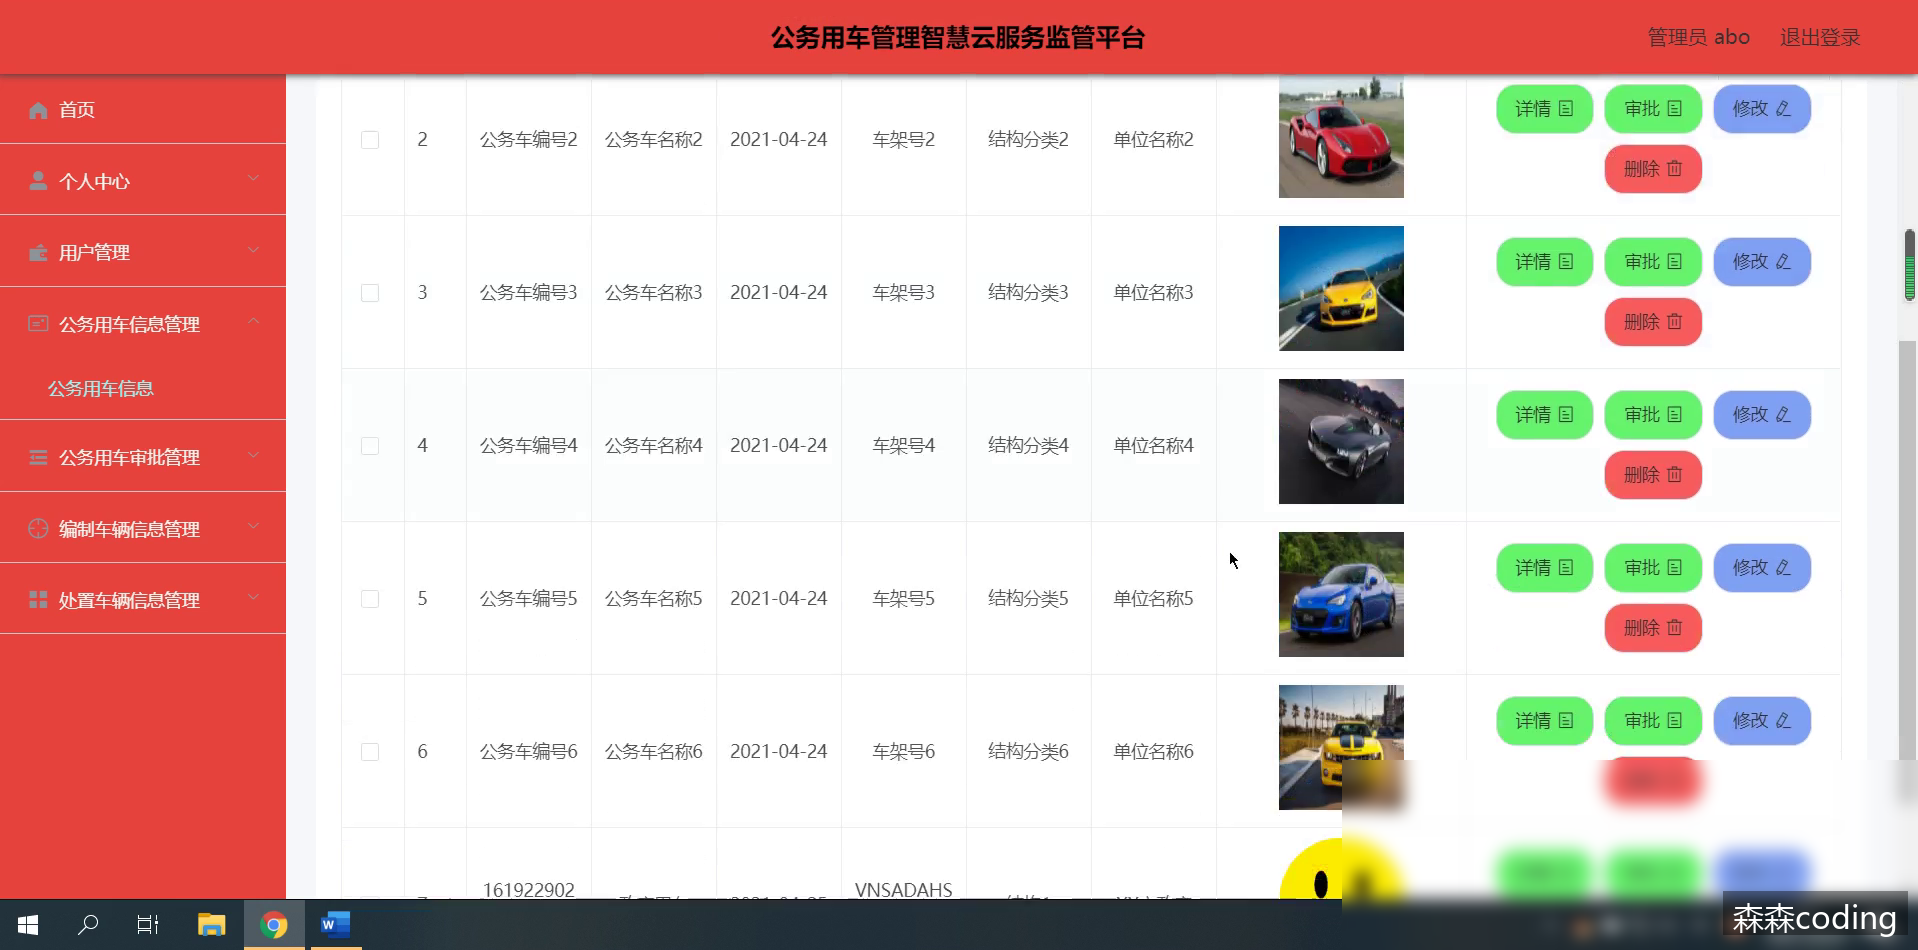 公务用车管理智慧云服务监管平台
管理员 abo 退出登录
首页
个人中心
用户管理
公务用车信息管理
公务用车信息
公务用车审批管理
编制车辆信息管理
处置车辆信息管理
2 公务车编号2 公务车名称2 2021-04-24 车架号2 结构分类2 单位名称2 详情 审批 修改
删除
3 公务车编号3 公务车名称3 2021-04-24 车架号3 结构分类3 单位名称3 详情 审批 修改
删除
4 公务车编号4 公务车名称4 2021-04-24 车架号4 结构分类4 单位名称4 详情 审批 修改
删除
5 公务车编号5 公务车名称5 2021-04-24 车架号5 结构分类5 单位名称5 详情 审批 修改
删除
6 公务车编号6 公务车名称6 2021-04-24 车架号6 结构分类6 单位名称6 详情 审批 修改
161922902 VNSADAHS
森森coding